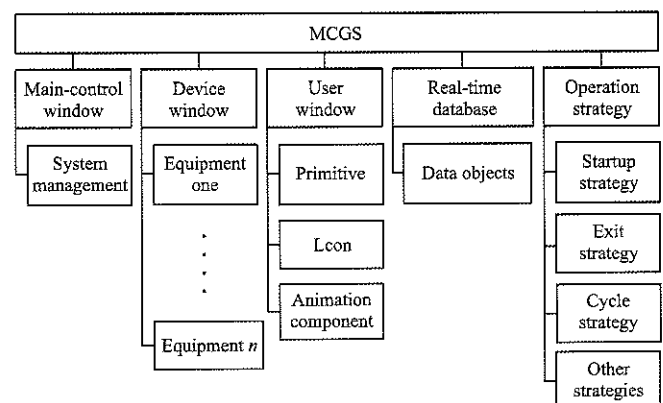 MCGS
Main-control
window
Device
window
User
window
Real-time
database
Operation
strategy
System
management
Equipment
one
Equipment n
Primitive
Lcon
Animation
component
Data objects
Startup
strategy
Exit
strategy
Cycle
strategy
Other
strategies